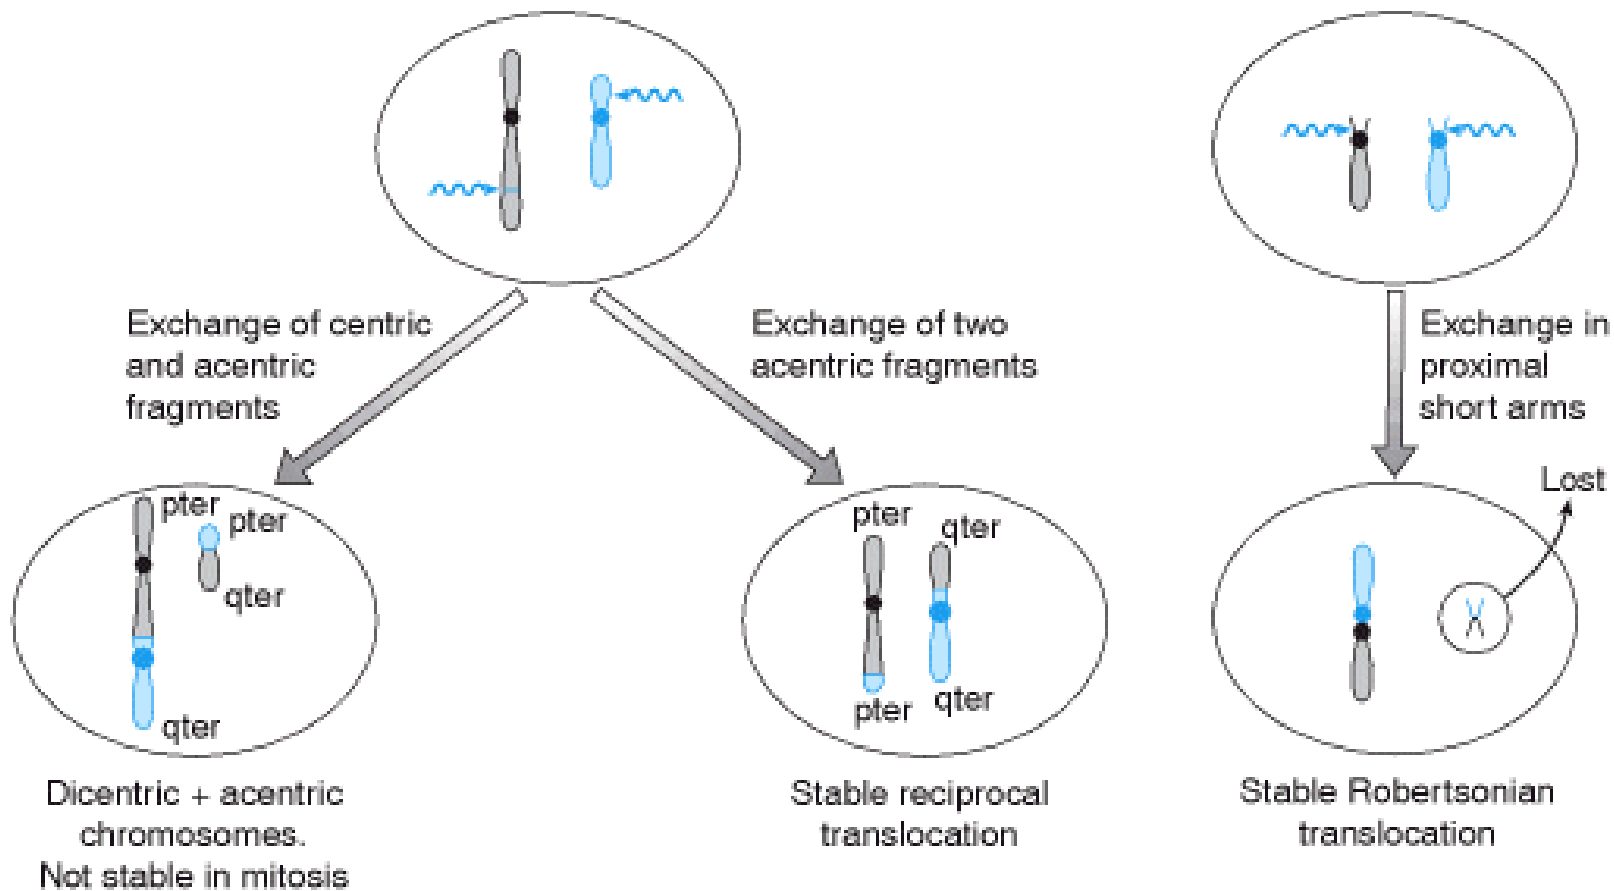 Exchange of centric
and acentric
fragments
Exchange of two
acentric fragments
Exchange in
proximal
short arms
pter
pter
qter
qter
pter
qter
pter
qter
Lost
Dicentric + acentric
chromosomes.
Not stable in mitosis
Stable reciprocal
translocation
Stable Robertsonian
translocation